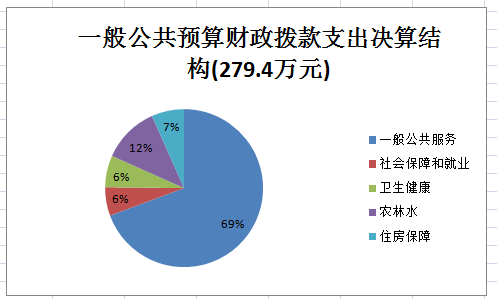 一般公共预算财政拨款支出决算结
构(279.4万元)
7%
12%
6%
6%
69%
一般公共服务
社会保障和就业
卫生健康
农林水
住房保障